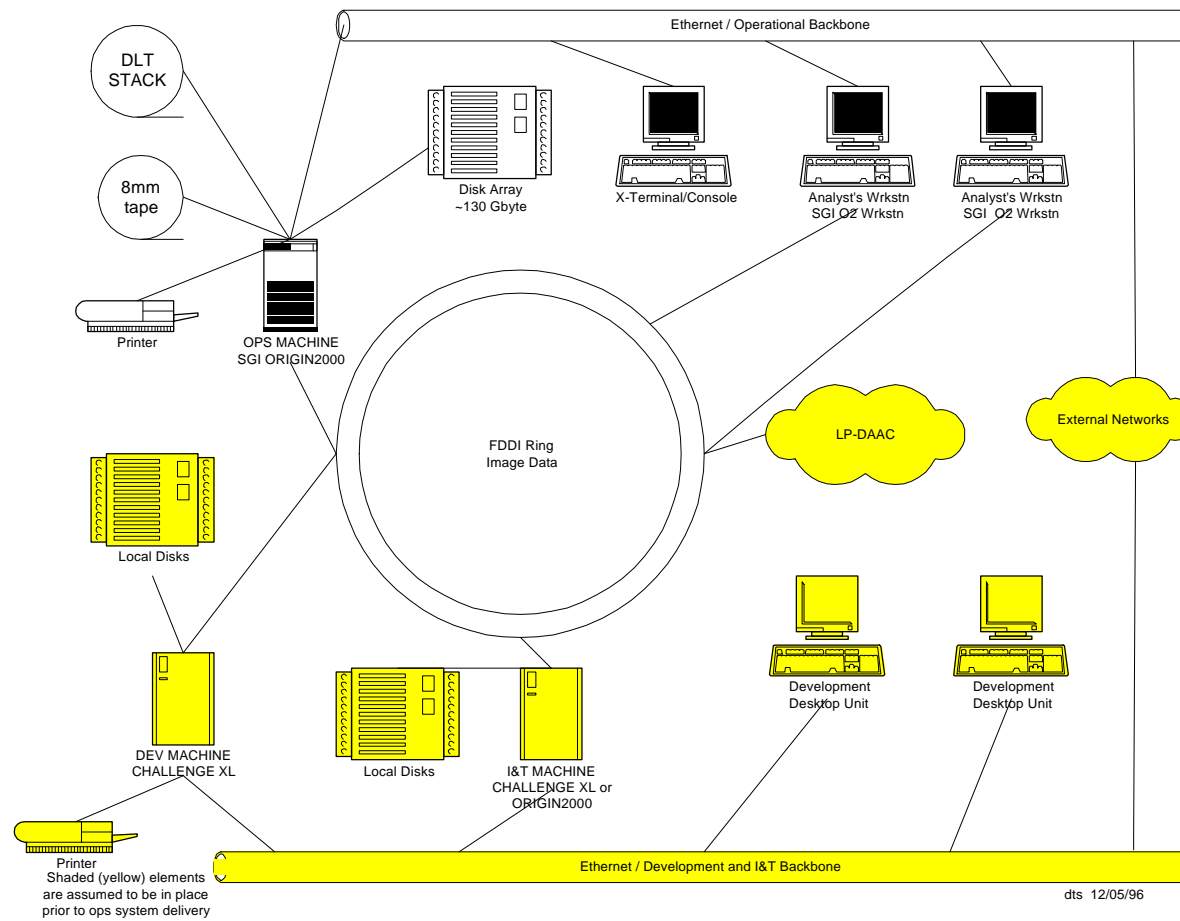 Ethernet / Operational Backbone
DLT
STACK
8mm
tape
Disk Array
~130 Gbyte
X-Terminal/Console
Analyst's Wrkstn
SGI O2 Wrkstn
Analyst's Wrkstn
SGI O2 Wrkstn
Printer
OPS MACHINE
SGI ORIGIN2000
FDDI Ring
Image Data
LP-DAAC
External Networks
Local Disks
DEV MACHINE
CHALLENGE XL
Local Disks
I&T MACHINE
CHALLENGE XL or
ORIGIN2000
Development
Desktop Unit
Development
Desktop Unit
Printer
Shaded (yellow) elements
are assumed to be in place
prior to ops system delivery
Ethernet / Development and I&T Backbone
dts 12/05/96